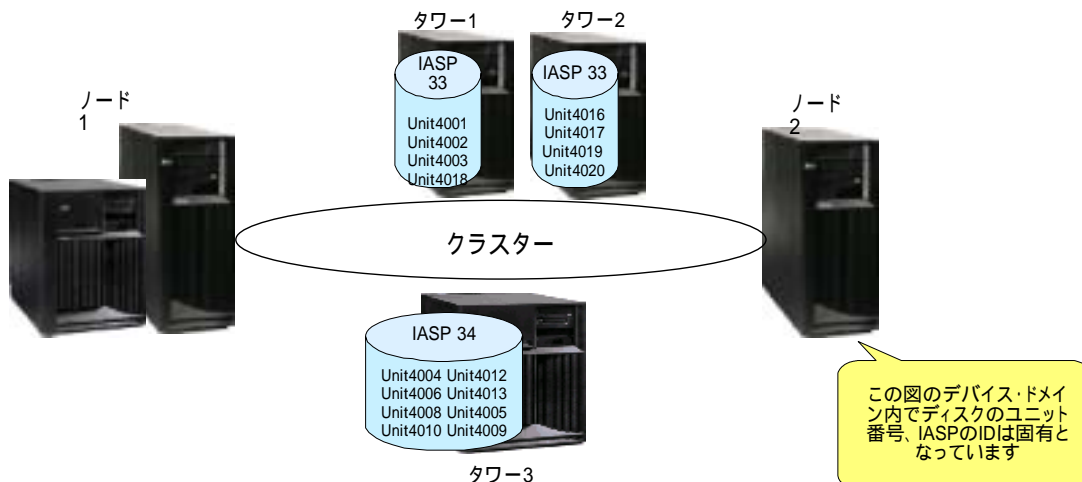 タワー1
タワー2
IASP
33
Unit4001
Unit4002
Unit4003
Unit4018
IASP 33
Unit4016
Unit4017
Unit4019
Unit4020
ノード
1
ノード
2
クラスター
IASP 34
Unit4004 Unit4012
Unit4006 Unit4013
Unit4008 Unit4005
Unit4010 Unit4009
タワー3
この図のデバイス・ドメイ
ン内でディスクのユニット
番号、IASPのIDは固有と
なっています